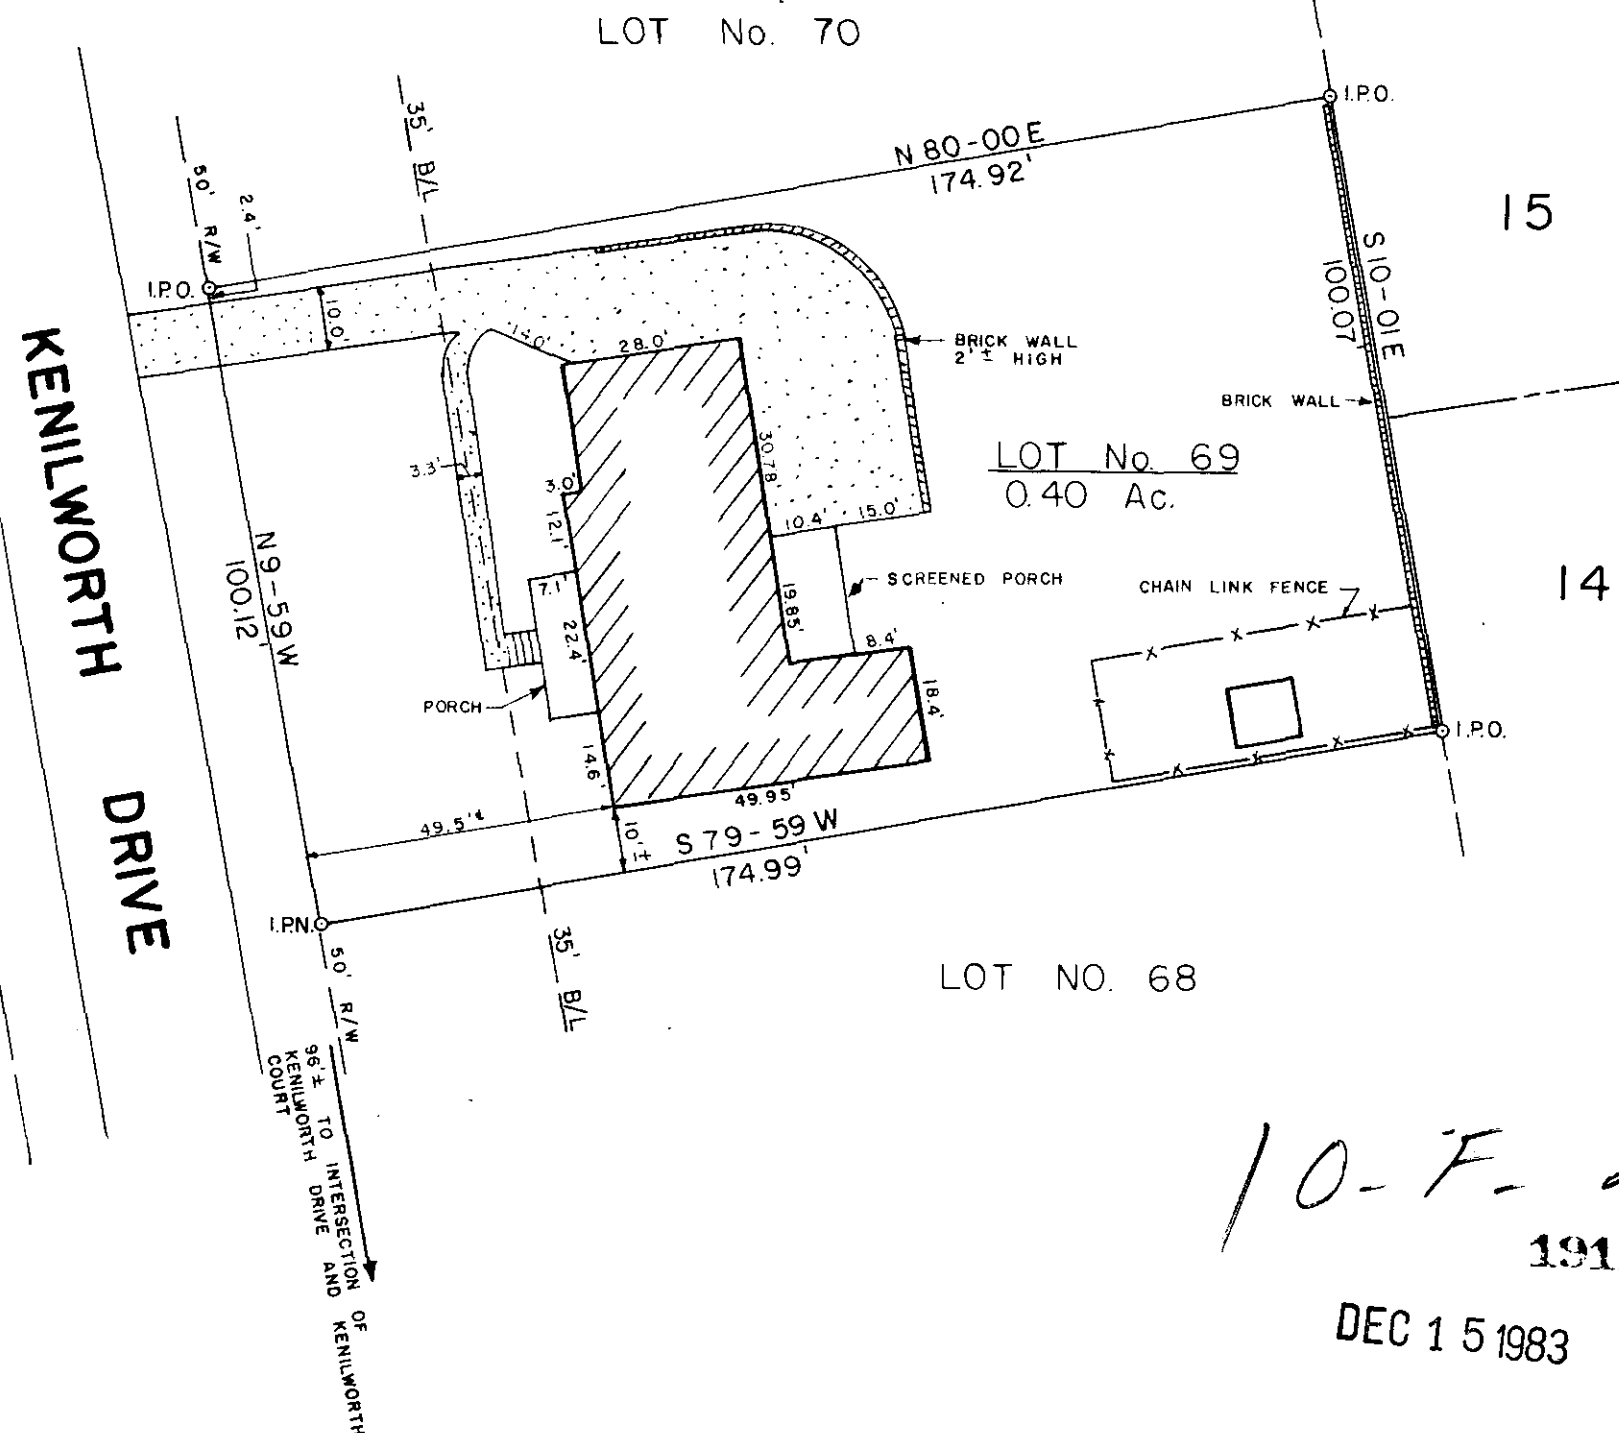 LOT No. 70
35' B/L
I.P.O.
N 80-00 E
174.92'
50' R/W
2.4'
15
I.P.O.
S 10-01 E
100.07'
10.0'
14.0'
28.0'
BRICK WALL
2'± HIGH
KENILWORTH DRIVE
BRICK WALL
30.78'
LOT No. 69
0.40 Ac.
3.3'
3.0'
12.1'
10.4'
15.0'
N 9-59 W
100.12'
7.1'
SCREENED PORCH
CHAIN LINK FENCE
14
19.85'
22.4'
8.4'
PORCH
18.4'
I.P.O.
14.6'
49.95'
49.5'±
10'±
S 79-59 W
174.99'
I.P.N.
50' R/W
35' B/L
LOT NO. 68
96'± TO INTERSECTION OF
KENILWORTH DRIVE AND KENILWORTH
COURT
10-F-
191
DEC 15 1983